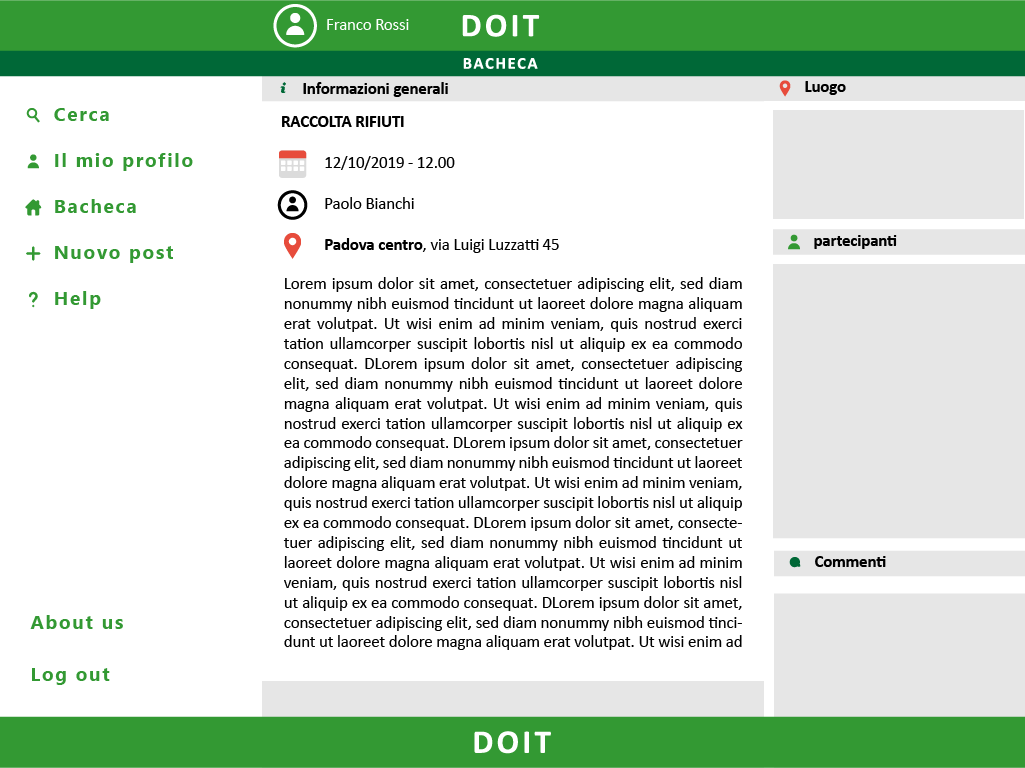 Franco Rossi
DOIT
BACHECA
Cerca
Il mio profilo
Bacheca
Nuovo post
Help
About us
Log out
i Informazioni generali
RACCOLTA RIFIUTI
12/10/2019 - 12.00
Paolo Bianchi
Padova centro, via Luigi Luzzatti 45
Lorem ipsum dolor sit amet, consectetuer adipiscing elit, sed diam
nonummy nibh euismod tincidunt ut laoreet dolore magna aliquam
erat volutpat. Ut wisi enim ad minim veniam, quis nostrud exerci
tation ullamcorper suscipit lobortis nisl ut aliquip ex ea commodo
consequat. DLorem ipsum dolor sit amet, consectetuer adipiscing
elit, sed diam nonummy nibh euismod tincidunt ut laoreet dolore
magna aliquam erat volutpat. Ut wisi enim ad minim veniam, quis
nostrud exerci tation ullamcorper suscipit lobortis nisl ut aliquip ex
ea commodo consequat. DLorem ipsum dolor sit amet, consectetuer
adipiscing elit, sed diam nonummy nibh euismod tincidunt ut laoreet
dolore magna aliquam erat volutpat. Ut wisi enim ad minim veniam,
quis nostrud exerci tation ullamcorper suscipit lobortis nisl ut aliquip
ex ea commodo consequat. DLorem ipsum dolor sit amet, consecte-
tuer adipiscing elit, sed diam nonummy nibh euismod tincidunt ut
laoreet dolore magna aliquam erat volutpat. Ut wisi enim ad minim
veniam, quis nostrud exerci tation ullamcorper suscipit lobortis nisl
ut aliquip ex ea commodo consequat. DLorem ipsum dolor sit amet,
consectetuer adipiscing elit, sed diam nonummy nibh euismod tinci-
dunt ut laoreet dolore magna aliquam erat volutpat. Ut wisi enim ad
Luogo
partecipanti
Commenti
DOIT